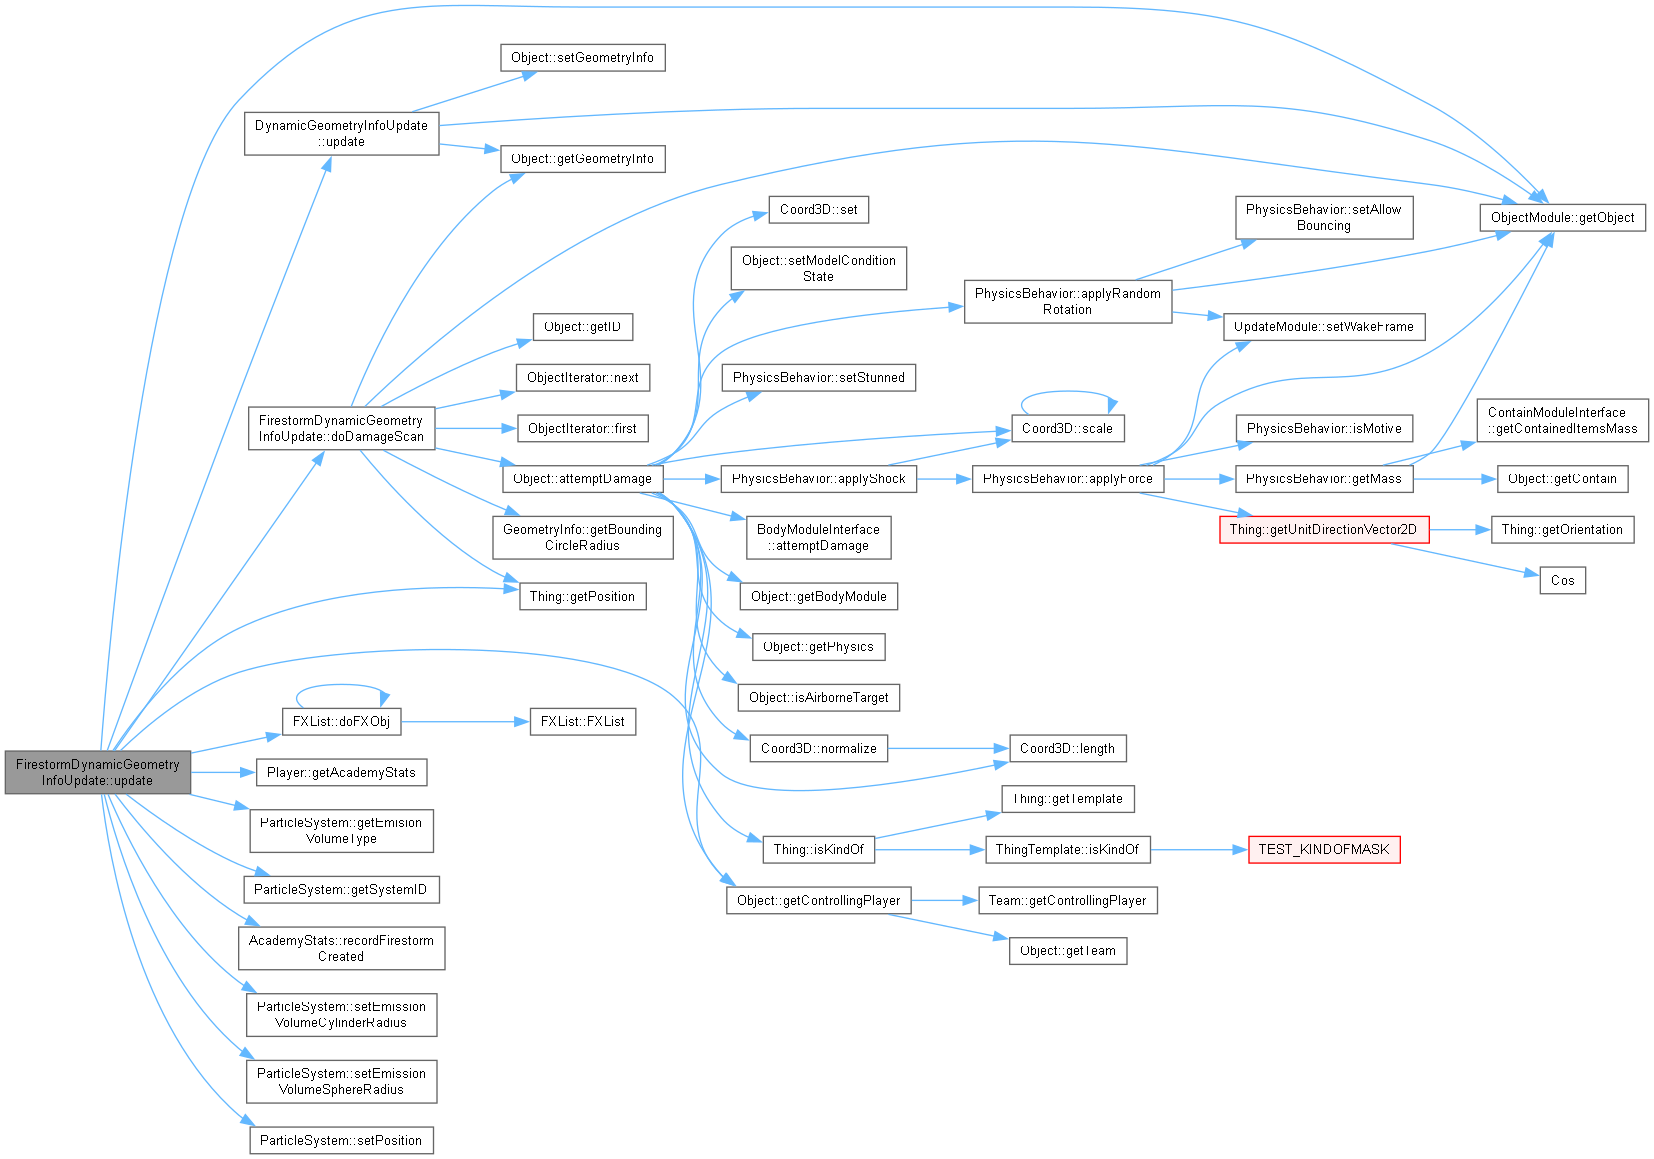 Object::setGeometryInfo
DynamicGeometryInfoUpdate
::update
Object::getGeometryInfo
Coord3D::set
PhysicsBehavior::setAllow
Bouncing
ObjectModule::getObject
Object::setModelCondition
State
PhysicsBehavior::applyRandom
Rotation
Object::getID
UpdateModule::setWakeFrame
ObjectIterator::next
PhysicsBehavior::setStunned
FirestormDynamicGeometry
InfoUpdate::doDamageScan
ObjectIterator::first
Coord3D::scale
PhysicsBehavior::isMotive
ContainModuleInterface
::getContainedItemsMass
Object::attemptDamage
PhysicsBehavior::applyShock
PhysicsBehavior::applyForce
PhysicsBehavior::getMass
Object::getContain
GeometryInfo::getBounding
CircleRadius
BodyModuleInterface
::attemptDamage
Thing::getUnitDirectionVector2D
Thing::getOrientation
Cos
Thing::getPosition
Object::getBodyModule
Object::getPhysics
Object::isAirborneTarget
FXList::doFXObj
FXList::FXList
Coord3D::normalize
Coord3D::length
FirestormDynamicGeometry
InfoUpdate::update
Player::getAcademyStats
Thing::getTemplate
ParticleSystem::getEmision
VolumeType
Thing::isKindOf
ThingTemplate::isKindOf
TEST_KINDOFMASK
ParticleSystem::getSystemID
Object::getControllingPlayer
Team::getControllingPlayer
AcademyStats::recordFirestorm
Created
Object::getTeam
ParticleSystem::setEmission
VolumeCylinderRadius
ParticleSystem::setEmission
VolumeSphereRadius
ParticleSystem::setPosition